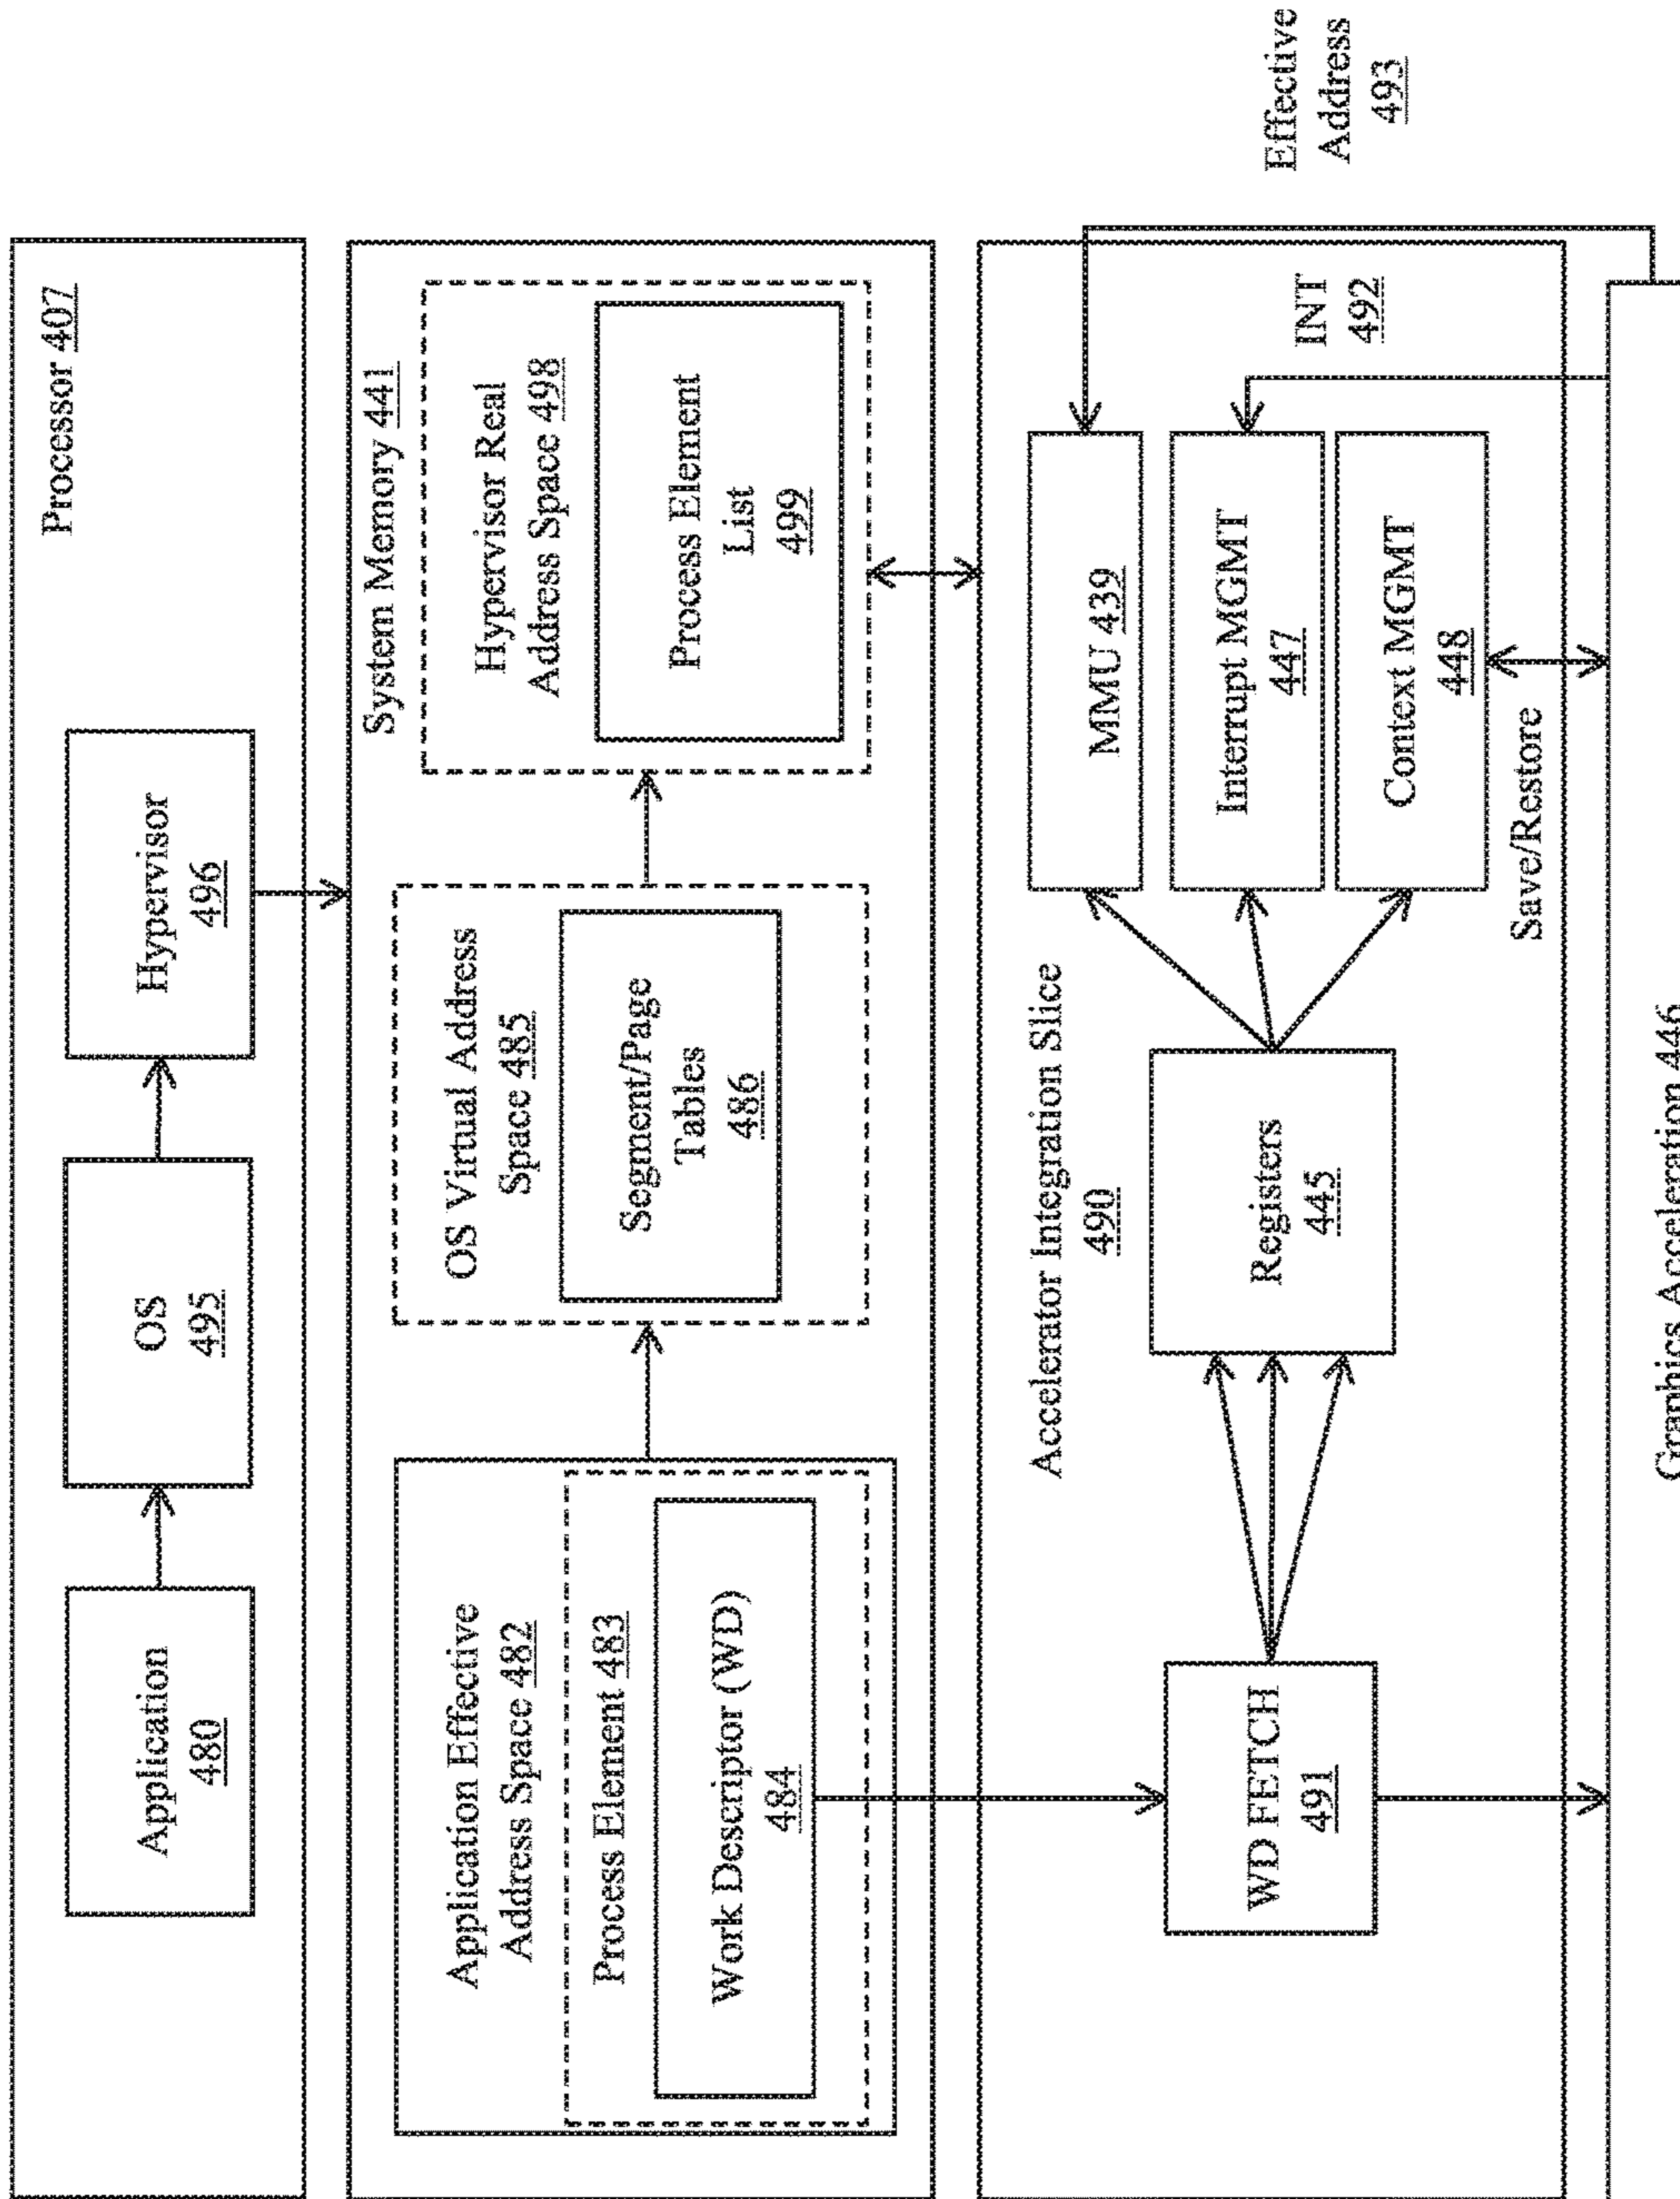 Processor 407
Application
480
OS
495
Hypervisor
496
System Memory 441
Application Effective
Address Space 482
Process Element 483
Work Descriptor (WD)
484
OS Virtual Address
Space 485
Segment/Page
Tables
486
Hypervisor Real
Address Space 498
Process Element
List
499
Accelerator Integration Slice
490
WD FETCH
491
Registers
445
MMU 439
Interrupt MGMT
447
Context MGMT
448
Save/Restore
INT
492
Effective
Address
493
Graphics Acceleration 446